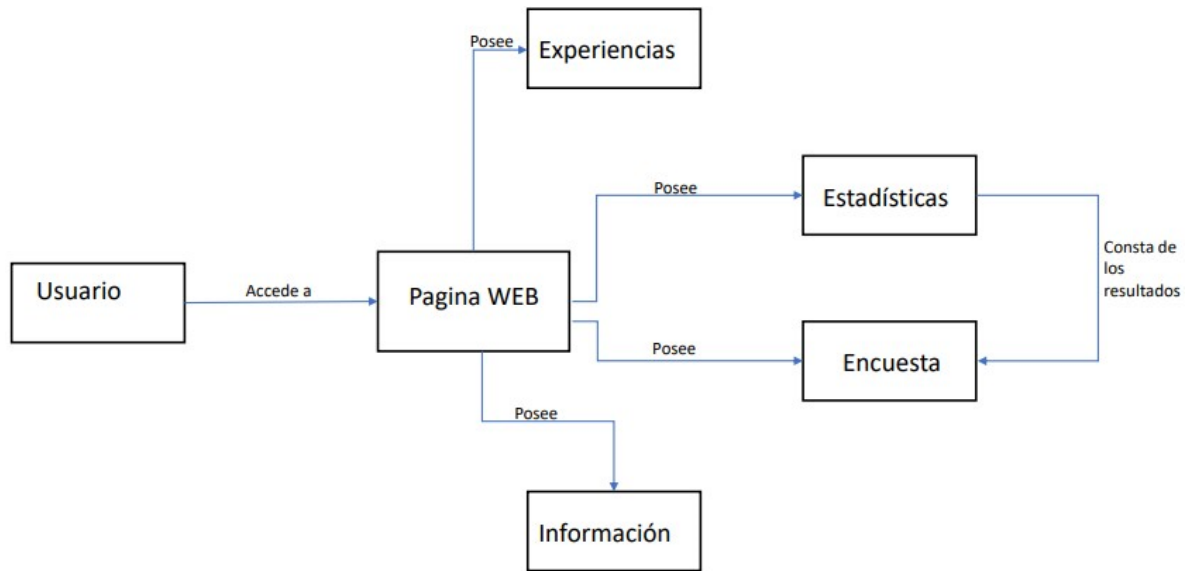 Posee
Experiencias
Posee
Estadísticas
Consta de
los
resultados
Usuario
Accede a
Pagina WEB
Posee
Encuesta
Posee
Información